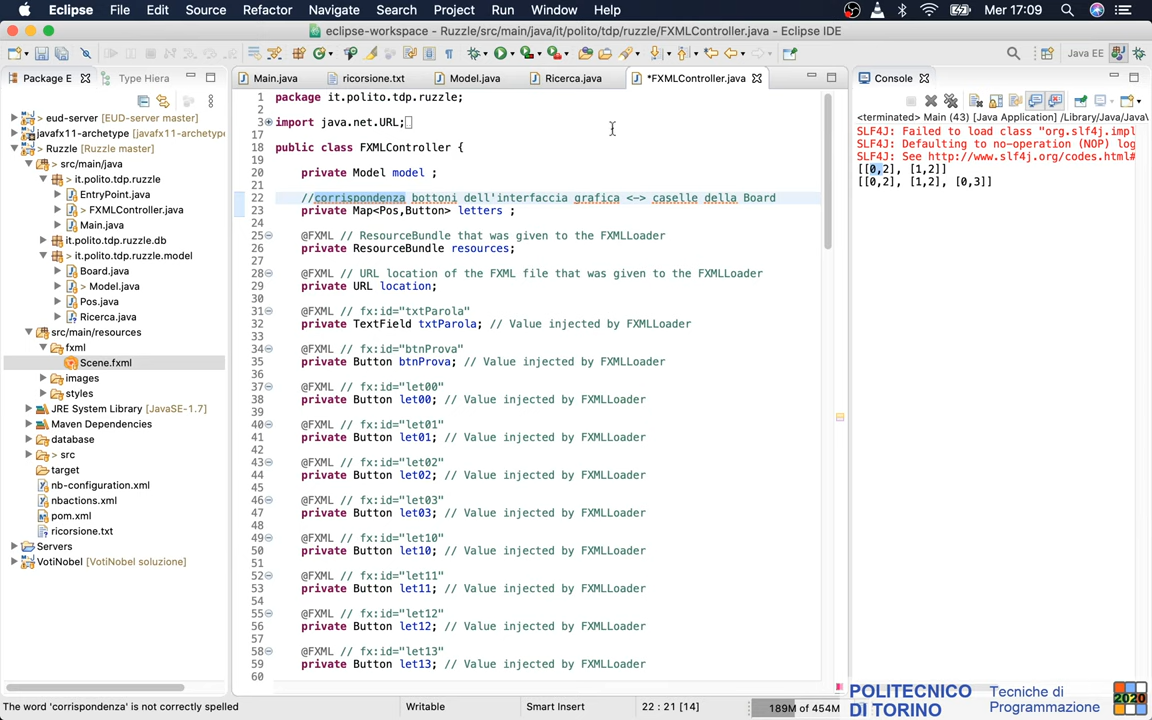 Eclipse File Edit Source Refactor Navigate Search Project Run Window Help Mer 17:09
eclipse-workspace - Ruzzle/src/main/java/it/polito/tdp/ruzzle/FXMLController.java - Eclipse IDE
Java EE
Package E Type Hiera
eud-server [EUD-server master]
javafx11-archetype [javafx11-archetype
Ruzzle [Ruzzle master]
src/main/java
it.polito.tdp.ruzzle
EntryPoint.java
> FXMLController.java
Main.java
it.polito.tdp.ruzzle.db
it.polito.tdp.ruzzle.model
Board.java
> Model.java
Pos.java
Ricerca.java
src/main/resources
fxml
Scene.fxml
images
styles
JRE System Library [JavaSE-1.7]
Maven Dependencies
database
> src
target
nb-configuration.xml
nbactions.xml
pom.xml
ricorsione.txt
Servers
VotiNobel [VotiNobel soluzione]
Main.java ricorsione.txt Model.java Ricerca.java *FXMLController.java
1 package it.polito.tdp.ruzzle;
2
3 import java.net.URL;
17
18 public class FXMLController {
19
20 private Model model ;
21
22 //corrispondenza bottoni dell'interfaccia grafica <-> caselle della Board
23 private Map<Pos,Button> letters ;
24
25 @FXML // ResourceBundle that was given to the FXMLLoader
26 private ResourceBundle resources;
27
28 @FXML // URL location of the FXML file that was given to the FXMLLoader
29 private URL location;
30
31 @FXML // fx:id="txtParola"
32 private TextField txtParola; // Value injected by FXMLLoader
33
34 @FXML // fx:id="btnProva"
35 private Button btnProva; // Value injected by FXMLLoader
36
37 @FXML // fx:id="let00"
38 private Button let00; // Value injected by FXMLLoader
39
40 @FXML // fx:id="let01"
41 private Button let01; // Value injected by FXMLLoader
42
43 @FXML // fx:id="let02"
44 private Button let02; // Value injected by FXMLLoader
45
46 @FXML // fx:id="let03"
47 private Button let03; // Value injected by FXMLLoader
48
49 @FXML // fx:id="let10"
50 private Button let10; // Value injected by FXMLLoader
51
52 @FXML // fx:id="let11"
53 private Button let11; // Value injected by FXMLLoader
54
55 @FXML // fx:id="let12"
56 private Button let12; // Value injected by FXMLLoader
57
58 @FXML // fx:id="let13"
59 private Button let13; // Value injected by FXMLLoader
60
Console
<terminated> Main (43) [Java Application] /Library/Java/Java
SLF4J: Failed to load class "org.slf4j.impl
SLF4J: Defaulting to no-operation (NOP) log
SLF4J: See http://www.slf4j.org/codes.html#
[[0,2], [1,2]]
[[0,2], [1,2], [0,3]]
The word 'corrispondenza' is not correctly spelled Writable Smart Insert 22 : 21 [14] 189M of 454M
POLITECNICO
DI TORINO
Tecniche di
Programmazione
2020